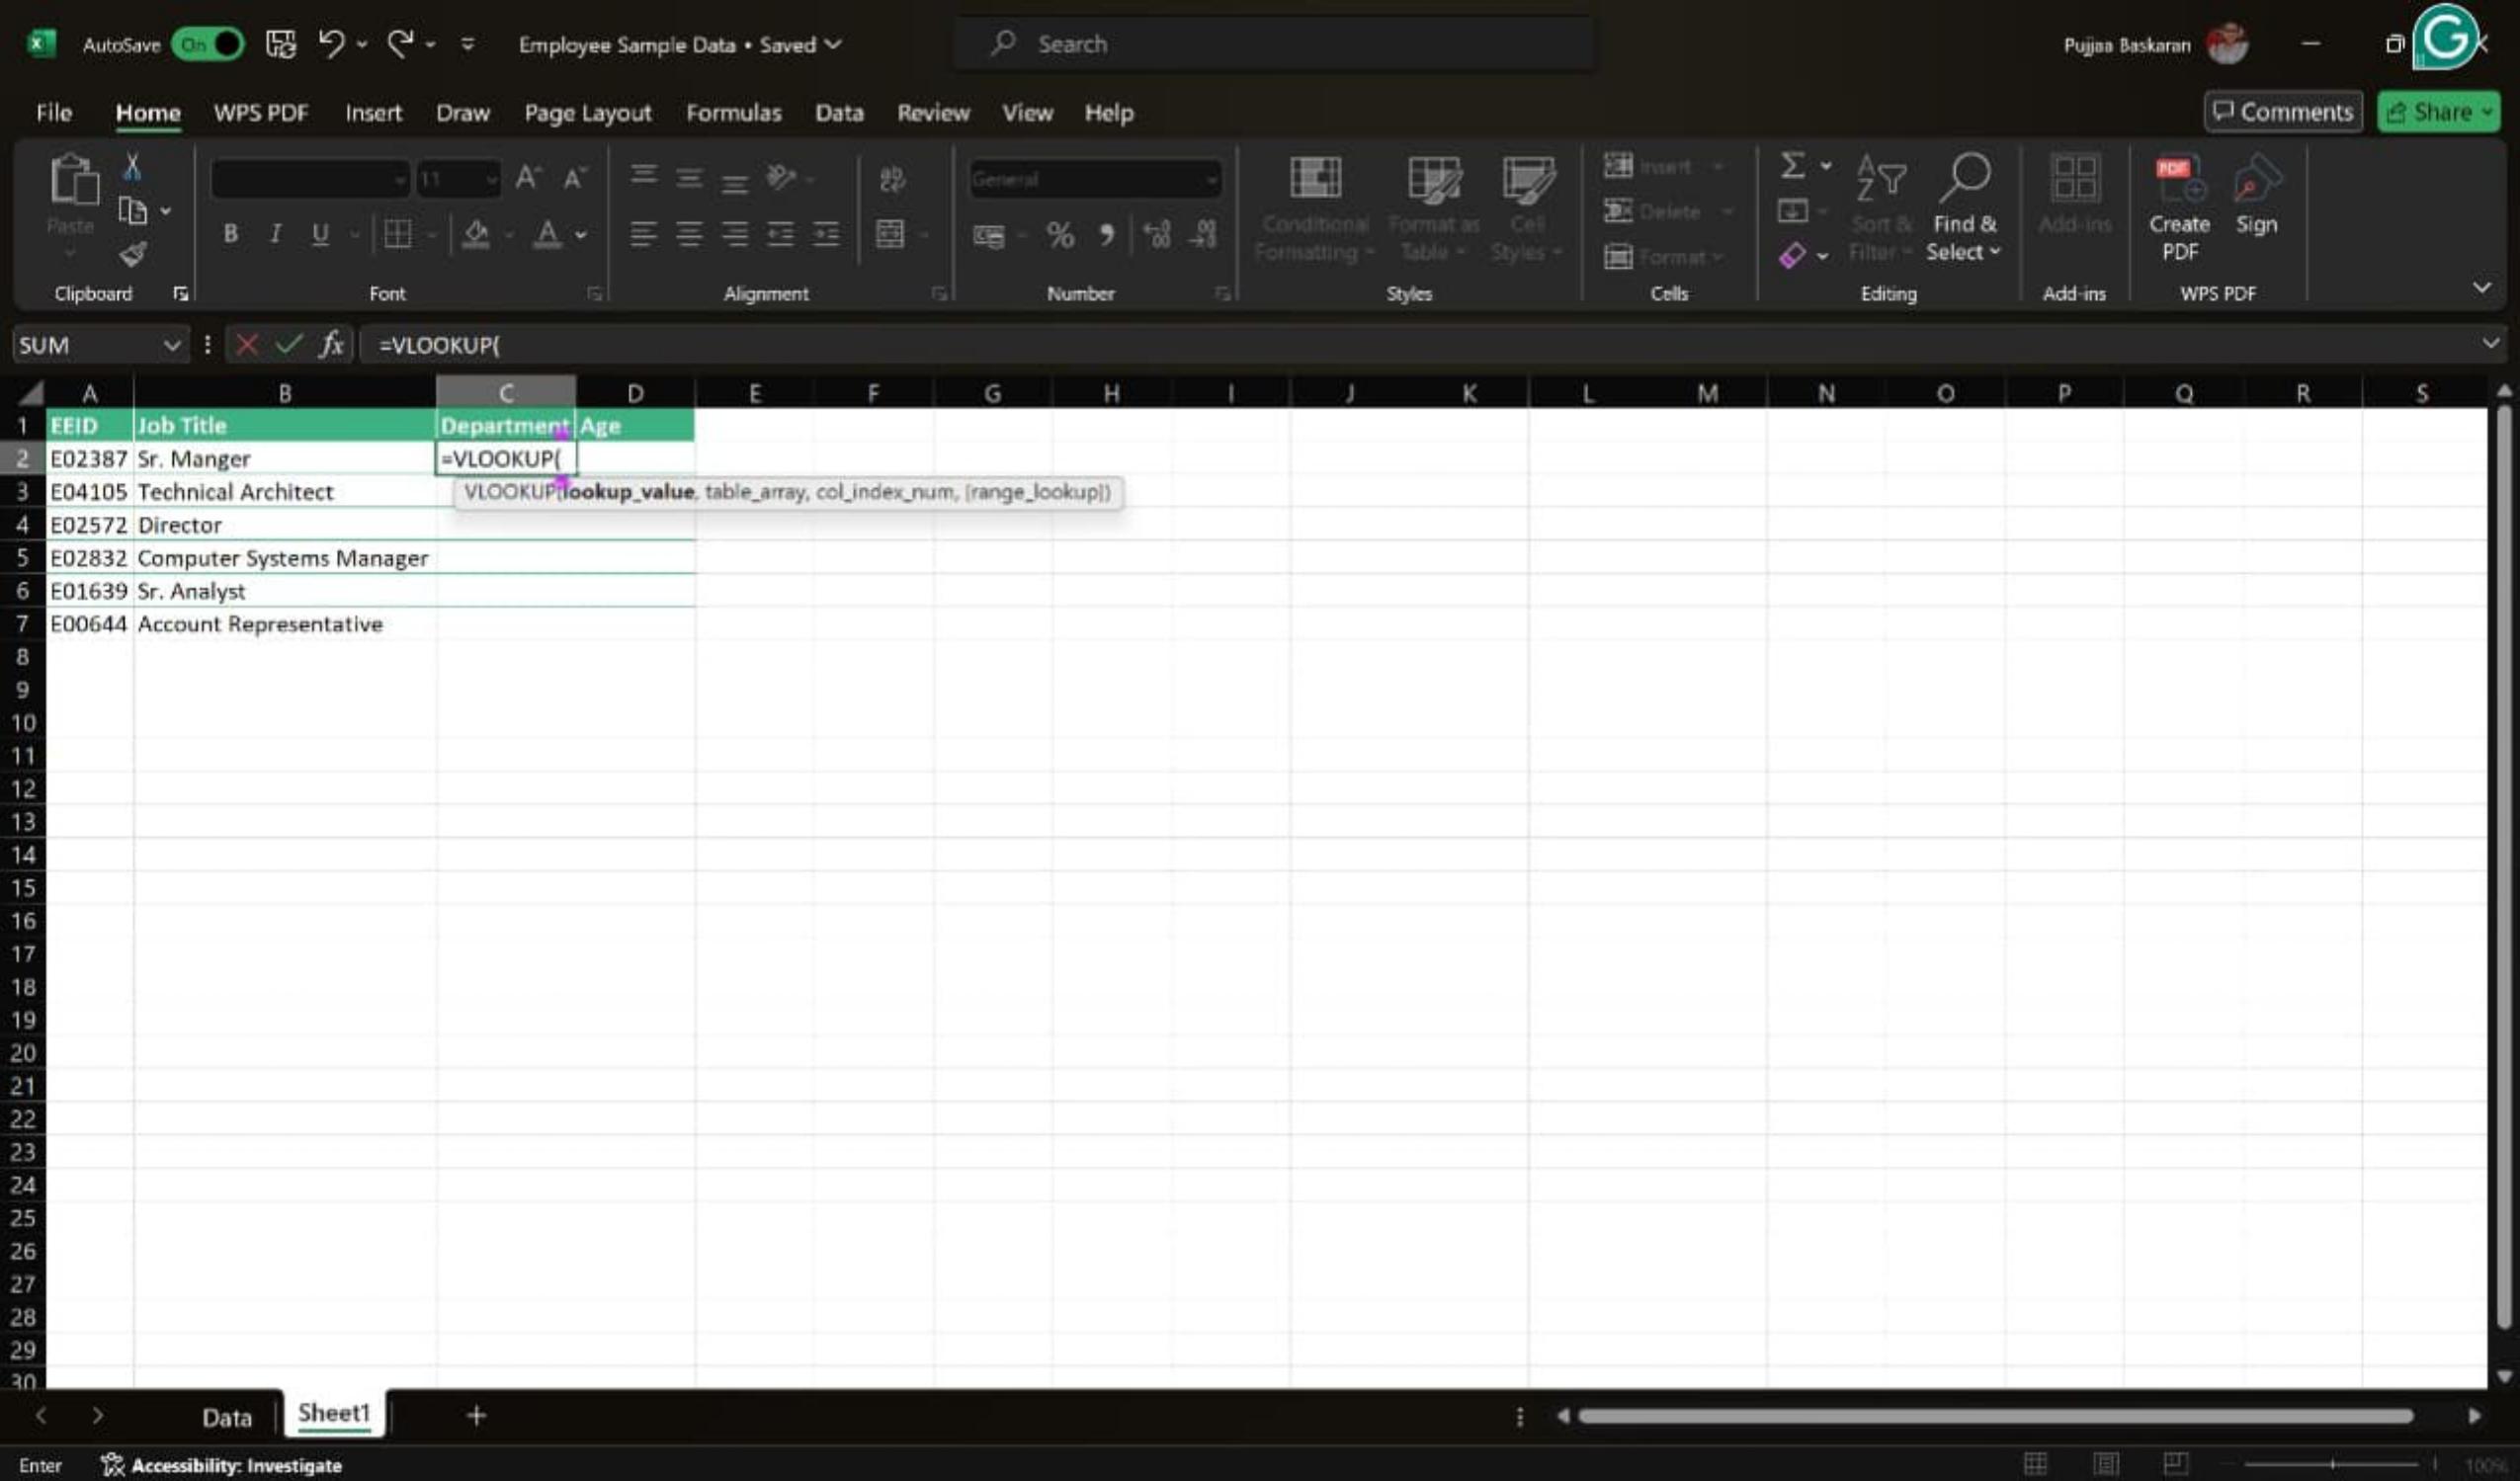 AutoSave On Employee Sample Data • Saved Search Pujjaa Baskaran
File Home WPS PDF Insert Draw Page Layout Formulas Data Review View Help Comments Share
Paste 11 General Conditional Formatting Format as Table Cell Styles Insert Delete Format Sort & Filter Find & Select Add-ins Create PDF Sign
Clipboard Font Alignment Number Styles Cells Editing Add-ins WPS PDF
SUM fx =VLOOKUP(
A B C D E F G H I J K L M N O P Q R S
1 EEID Job Title Department Age
2 E02387 Sr. Manger =VLOOKUP(
3 E04105 Technical Architect VLOOKUP(lookup_value, table_array, col_index_num, [range_lookup])
4 E02572 Director
5 E02832 Computer Systems Manager
6 E01639 Sr. Analyst
7 E00644 Account Representative
8
9
10
11
12
13
14
15
16
17
18
19
20
21
22
23
24
25
26
27
28
29
30
Data Sheet1
Enter Accessibility: Investigate 100%